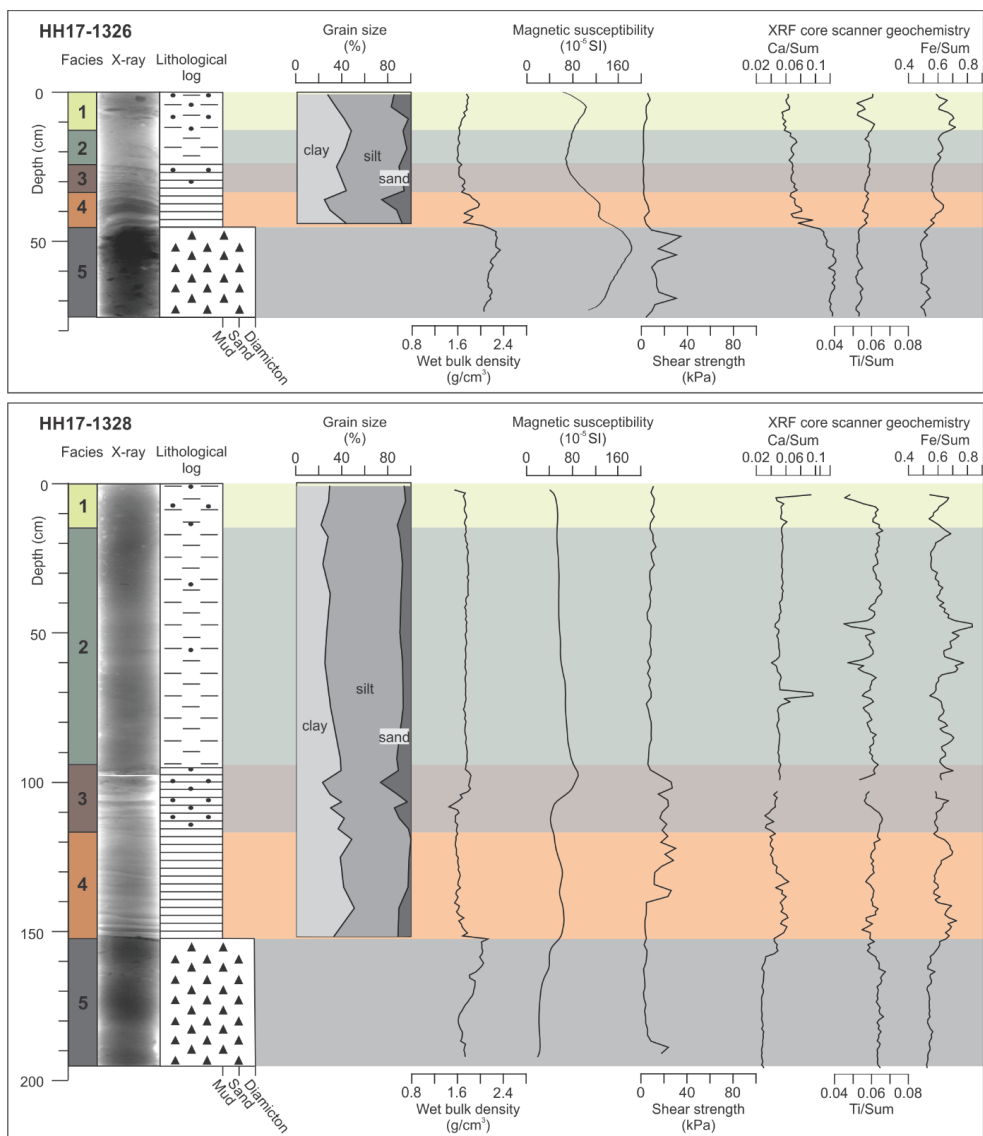 HH17-1326
Grain size
(%)
Magnetic susceptibility
(10⁻⁵ SI)
XRF core scanner geochemistry
Ca/Sum Fe/Sum
Facies X-ray Lithological
log
0 40 80 0 80 160 0.02 0.06 0.1 0.4 0.6 0.8
0
50
Depth (cm)
1
2
3
4
5
clay
silt
sand
Mud
Sand
Diamicton
0.8 1.6 2.4
Wet bulk density
(g/cm³)
0 40 80
Shear strength
(kPa)
0.04 0.06 0.08
Ti/Sum
HH17-1328
Grain size
(%)
Magnetic susceptibility
(10⁻⁵ SI)
XRF core scanner geochemistry
Ca/Sum Fe/Sum
Facies X-ray Lithological
log
0 40 80 0 80 160 0.02 0.06 0.1 0.4 0.6 0.8
0
50
100
150
200
Depth (cm)
1
2
3
4
5
silt
clay
sand
Mud
Sand
Diamicton
0.8 1.6 2.4
Wet bulk density
(g/cm³)
0 40 80
Shear strength
(kPa)
0.04 0.06 0.08
Ti/Sum